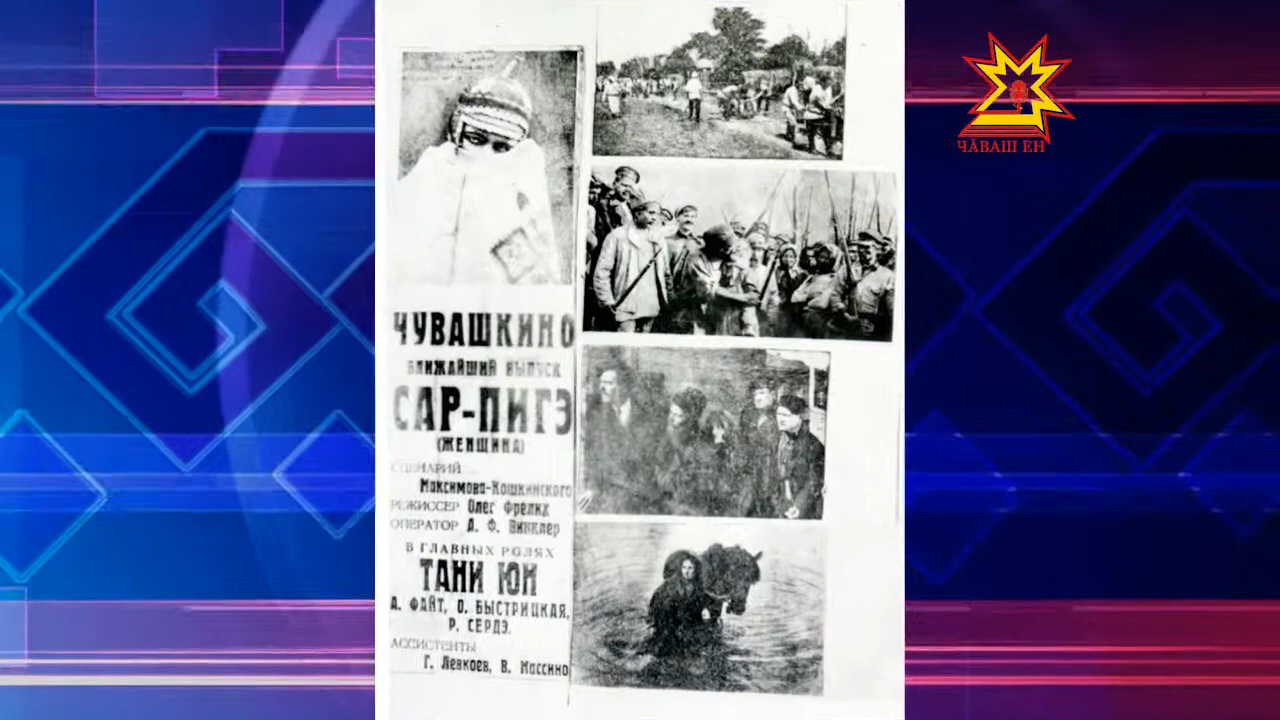 ЧӐВАШ ЕН
ЧУВАШКИНО
БЛИЖАЙШИЙ ВЫПУСК
САР-ПИГЭ
(ЖЕНЩИНА)
СЦЕНАРИЙ
Максимова-Кошкинского
РЕЖИССЕР Олег Фрелих
ОПЕРАТОР Д. Ф. Винклер
В ГЛАВНЫХ РОЛЯХ
ТАНИ ЮН
А. ФАЙТ, О. БЫСТРИЦКАЯ,
Р. СЕРДЭ.
АССИСТЕНТЫ
Г. Левкоев, В. Массино